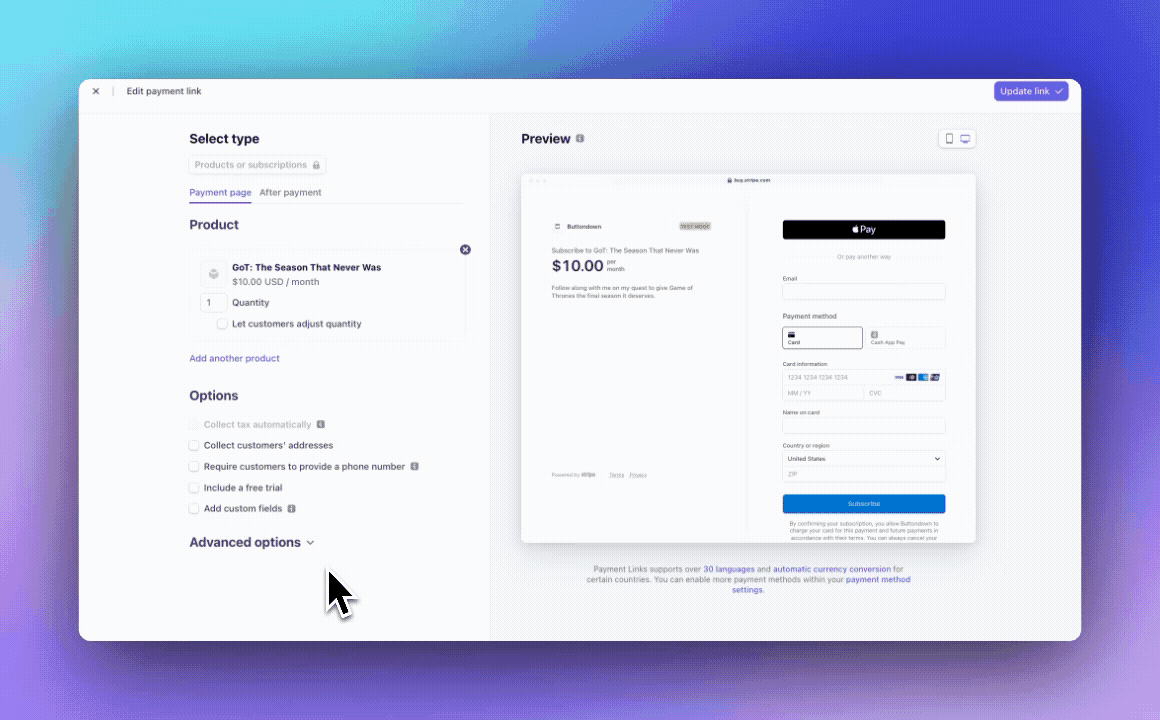 Edit payment link
Update link
Select type
Products or subscriptions
Payment page After payment
Product
GoT: The Season That Never Was
$10.00 USD / month
1 Quantity
Let customers adjust quantity
Add another product
Options
Collect tax automatically
Collect customers' addresses
Require customers to provide a phone number
Include a free trial
Add custom fields
Advanced options
Preview
buy.stripe.com
Buttondown TEST MODE
Subscribe to GoT: The Season That Never Was
$10.00 per month
Follow along with me on my quest to give Game of
Thrones the final season it deserves.
Powered by stripe Terms Privacy
Pay
Or pay another way
Email
Payment method
Card
Cash App Pay
Card information
1234 1234 1234 1234 VISA
MM / YY CVC
Name on card
Country or region
United States
ZIP
Subscribe
By confirming your subscription, you allow Buttondown to
charge your card for this payment and future payments in
accordance with their terms. You can always cancel your
Payment Links supports over 30 languages and automatic currency conversion for
certain countries. You can enable more payment methods within your payment method
settings.